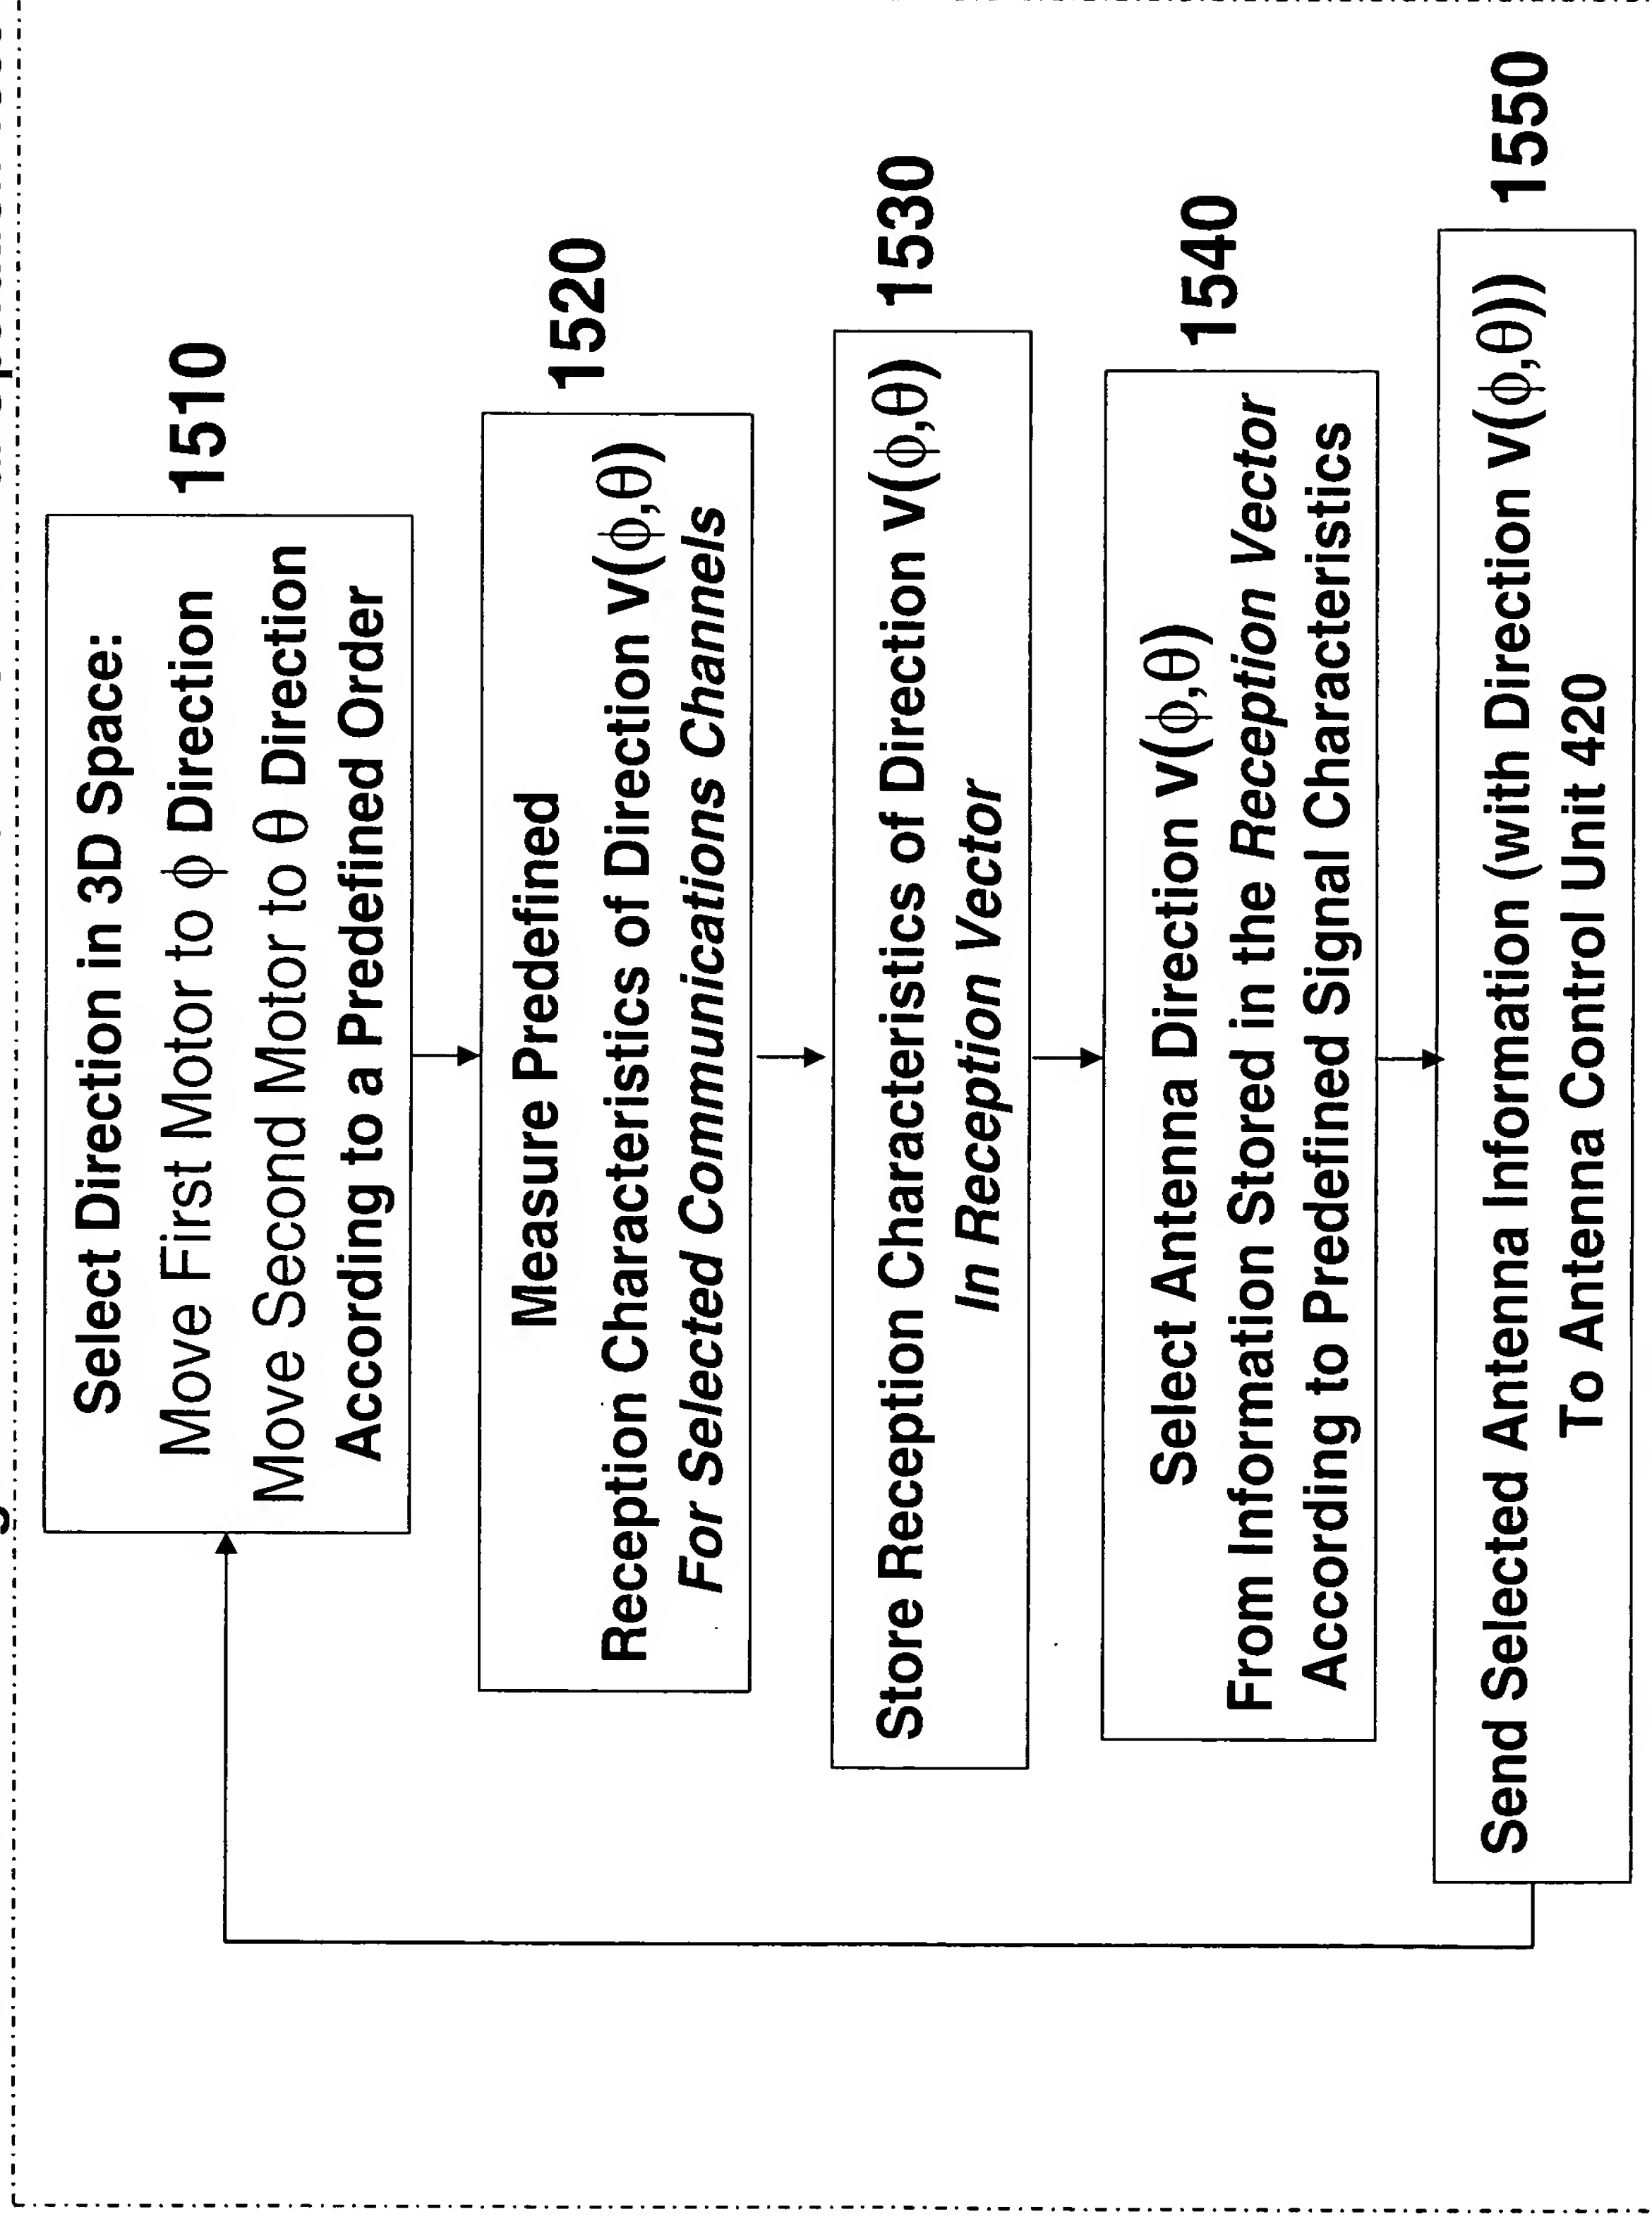 Select Direction in 3D Space:
Move First Motor to ϕ Direction
Move Second Motor to θ Direction
According to a Predefined Order
1510
Measure Predefined
Reception Characteristics of Direction v(ϕ,θ)
For Selected Communications Channels
1520
Store Reception Characteristics of Direction v(ϕ,θ)
In Reception Vector
1530
Select Antenna Direction v(ϕ,θ)
From Information Stored in the Reception Vector
According to Predefined Signal Characteristics
1540
Send Selected Antenna Information (with Direction v(ϕ,θ))
To Antenna Control Unit 420
1550